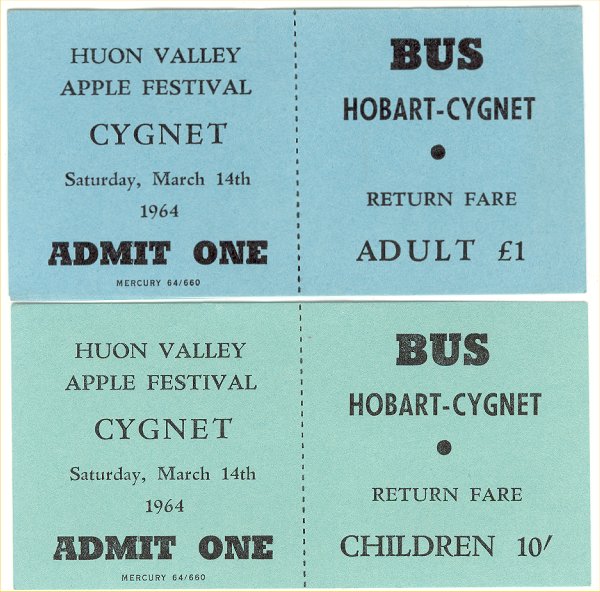 HUON VALLEY
APPLE FESTIVAL
CYGNET
Saturday, March 14th
1964
ADMIT ONE
MERCURY 64/660
BUS
HOBART-CYGNET
●
RETURN FARE
ADULT £1
HUON VALLEY
APPLE FESTIVAL
CYGNET
Saturday, March 14th
1964
ADMIT ONE
MERCURY 64/660
BUS
HOBART-CYGNET
●
RETURN FARE
CHILDREN 10/